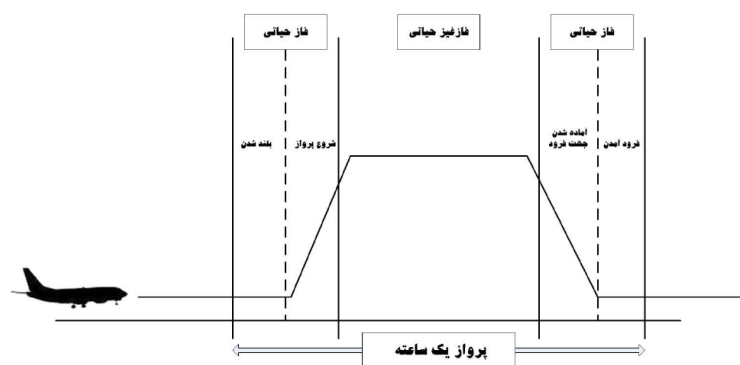 فاز حیاتی
فاز غیر حیاتی
فاز حیاتی
بلند شدن
شروع پرواز
آماده شدن
جهت فرود
فرود آمدن
پرواز یک ساعته